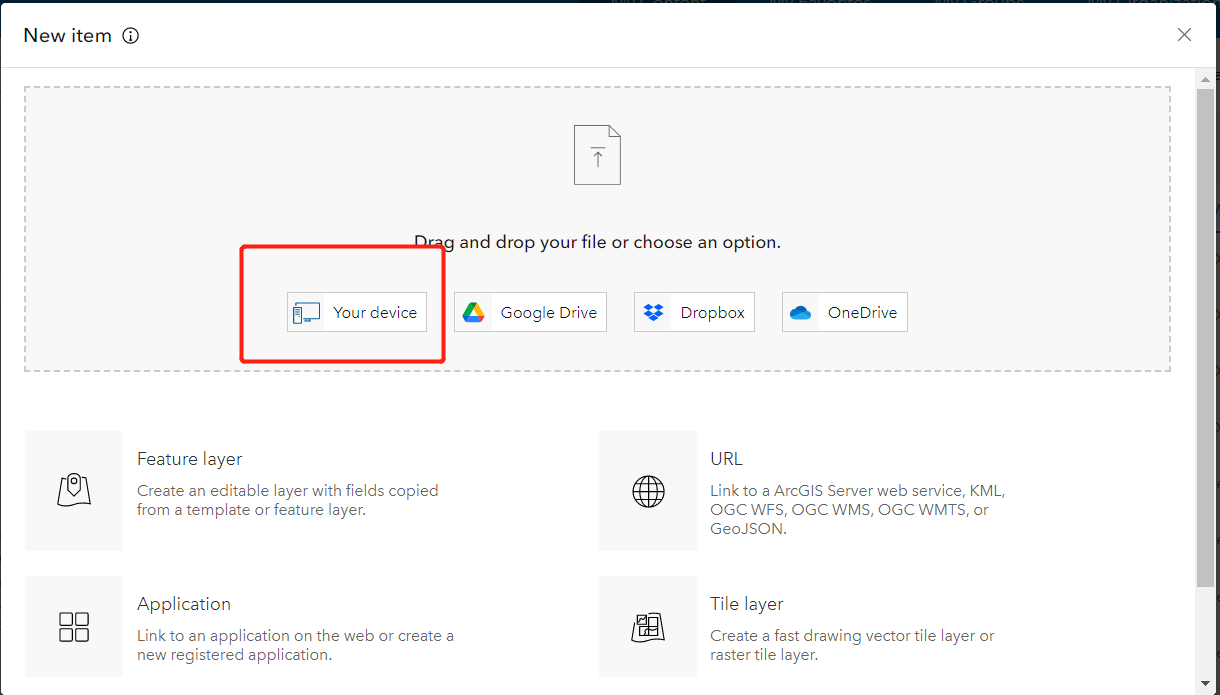 New item
Drag and drop your file or choose an option.
Your device
Google Drive
Dropbox
OneDrive
Feature layer
Create an editable layer with fields copied
from a template or feature layer.
URL
Link to a ArcGIS Server web service, KML,
OGC WFS, OGC WMS, OGC WMTS, or
GeoJSON.
Application
Link to an application on the web or create a
new registered application.
Tile layer
Create a fast drawing vector tile layer or
raster tile layer.